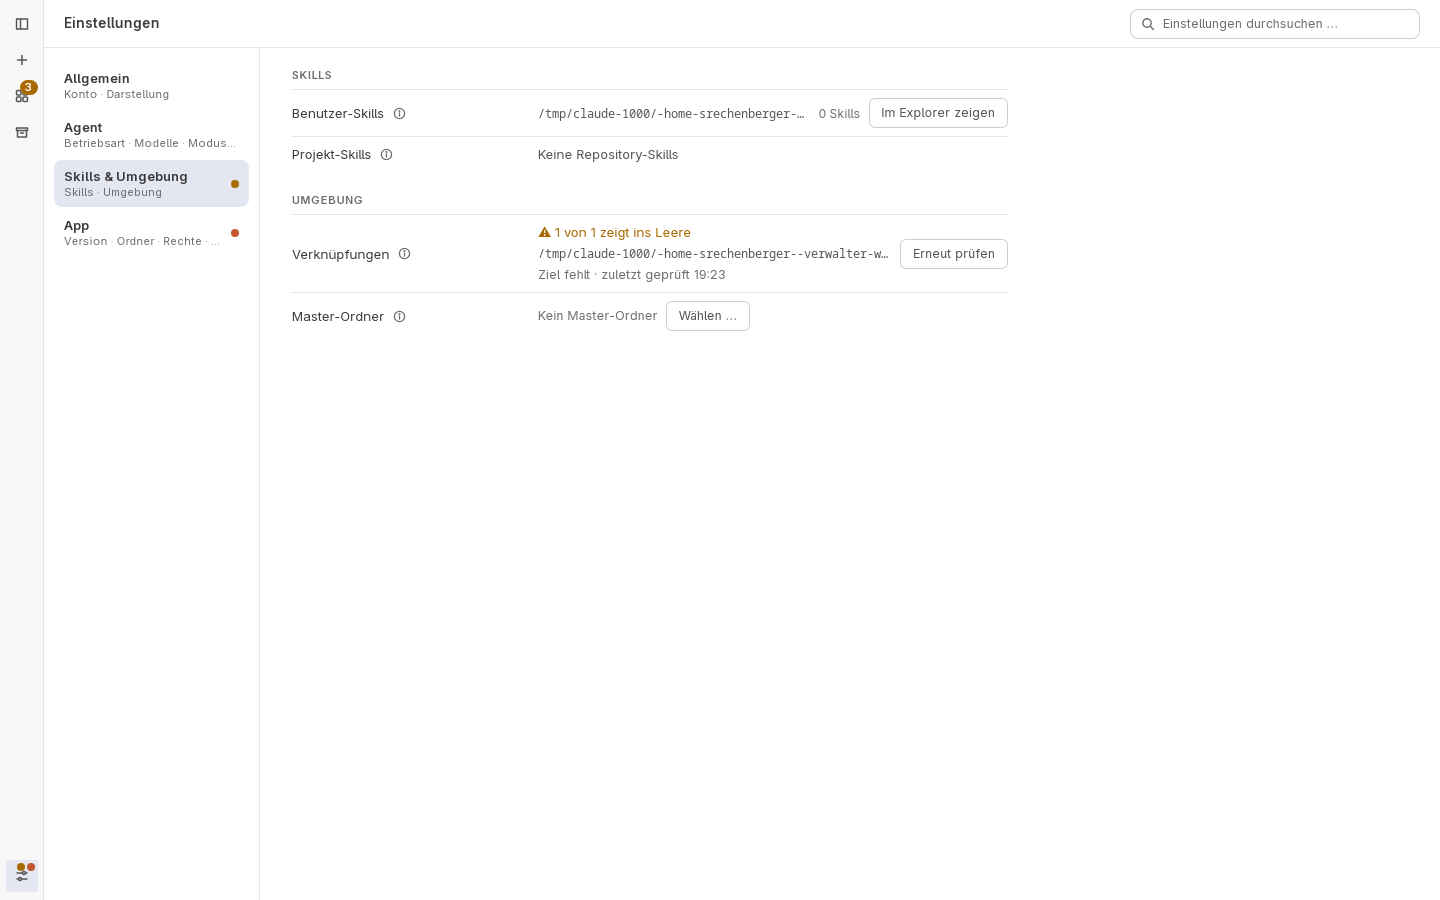 Einstellungen
Einstellungen durchsuchen …
3
Allgemein
Konto · Darstellung
Agent
Betriebsart · Modelle · Modus…
Skills & Umgebung
Skills · Umgebung
App
Version · Ordner · Rechte · …
SKILLS
Benutzer-Skills
/tmp/claude-1000/-home-srechenberger-… 0 Skills Im Explorer zeigen
Projekt-Skills
Keine Repository-Skills
UMGEBUNG
Verknüpfungen
1 von 1 zeigt ins Leere
/tmp/claude-1000/-home-srechenberger--verwalter-w…
Ziel fehlt · zuletzt geprüft 19:23
Erneut prüfen
Master-Ordner
Kein Master-Ordner Wählen …